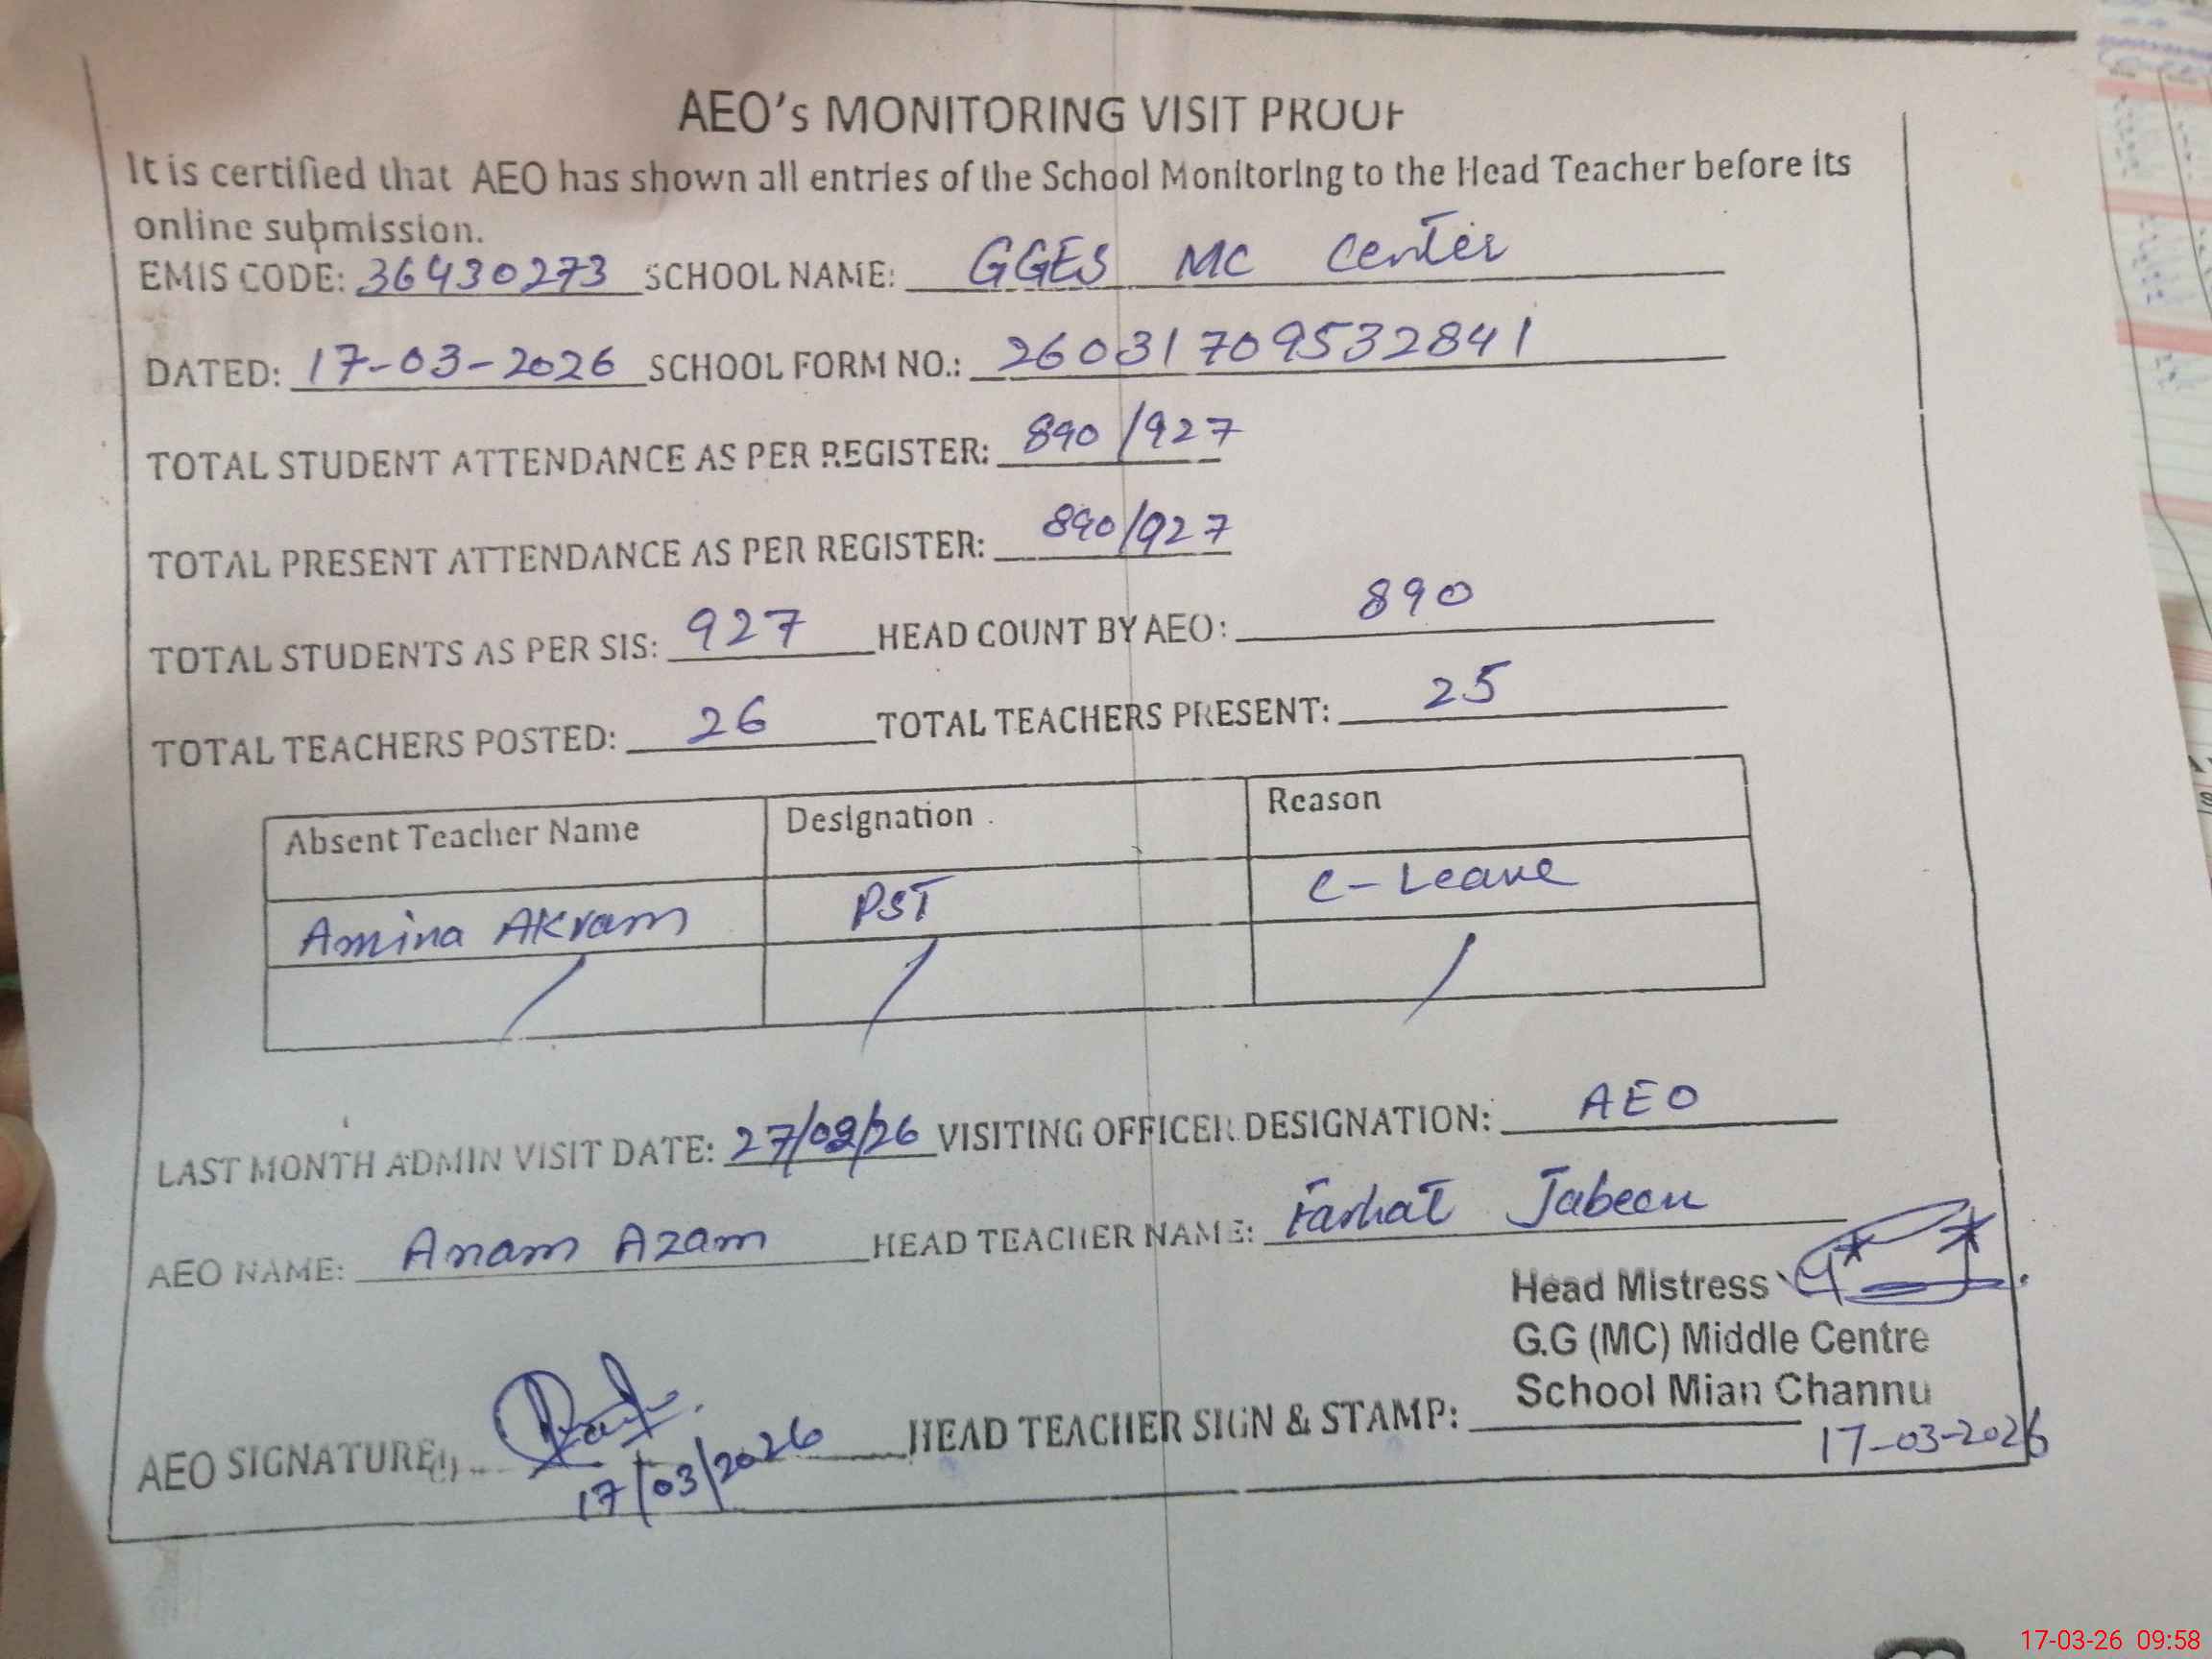 AEO's MONITORING VISIT PROOF
It is certified that AEO has shown all entries of the School Monitoring to the Head Teacher before its
online submission.
EMIS CODE: 36430273 SCHOOL NAME: GGES MC Center
DATED: 17-03-2026 SCHOOL FORM NO.: 26031709532841
TOTAL STUDENT ATTENDANCE AS PER REGISTER: 890/927
TOTAL PRESENT ATTENDANCE AS PER REGISTER: 890/927
TOTAL STUDENTS AS PER SIS: 927 HEAD COUNT BY AEO: 890
TOTAL TEACHERS POSTED: 26 TOTAL TEACHERS PRESENT: 25
Absent Teacher Name Designation Reason
Amina Akram PST C-Leave
LAST MONTH ADMIN VISIT DATE: 27/02/26 VISITING OFFICER DESIGNATION: AEO
AEO NAME: Anam Azam HEAD TEACHER NAME: Farhat Jabeen
Head Mistress
G.G (MC) Middle Centre
School Mian Channu
AEO SIGNATURE HEAD TEACHER SIGN & STAMP:
17/03/2026 17-03-2026
17-03-26 09:58